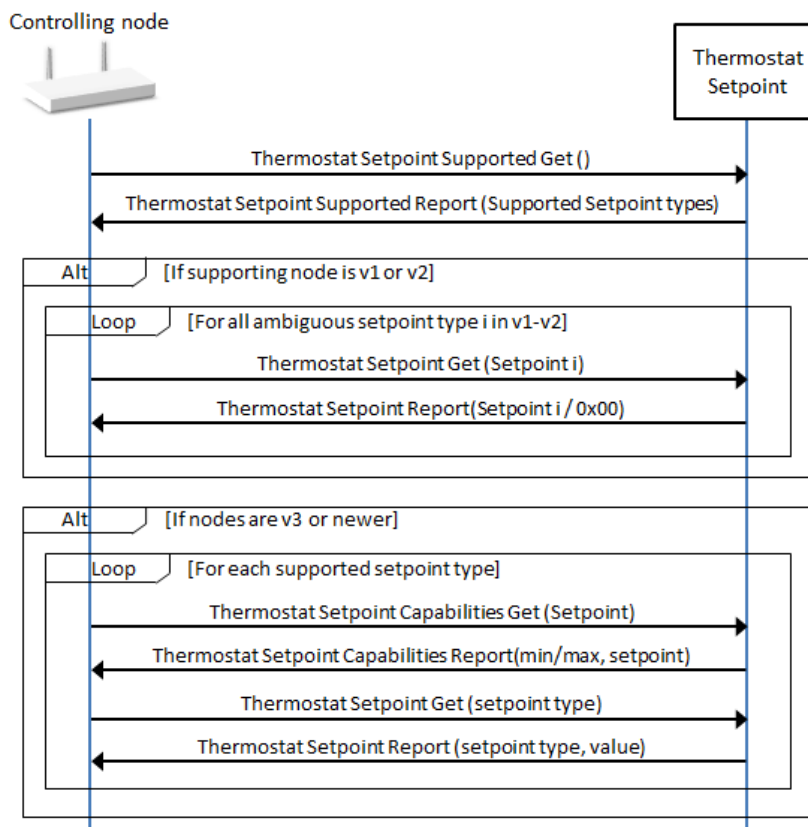 Controlling node
Thermostat
Setpoint
Thermostat Setpoint Supported Get ()
Thermostat Setpoint Supported Report (Supported Setpoint types)
Alt [If supporting node is v1 or v2]
Loop [For all ambiguous setpoint type i in v1-v2]
Thermostat Setpoint Get (Setpoint i)
Thermostat Setpoint Report(Setpoint i / 0x00)
Alt [If nodes are v3 or newer]
Loop [For each supported setpoint type]
Thermostat Setpoint Capabilities Get (Setpoint)
Thermostat Setpoint Capabilities Report(min/max, setpoint)
Thermostat Setpoint Get (setpoint type)
Thermostat Setpoint Report (setpoint type, value)